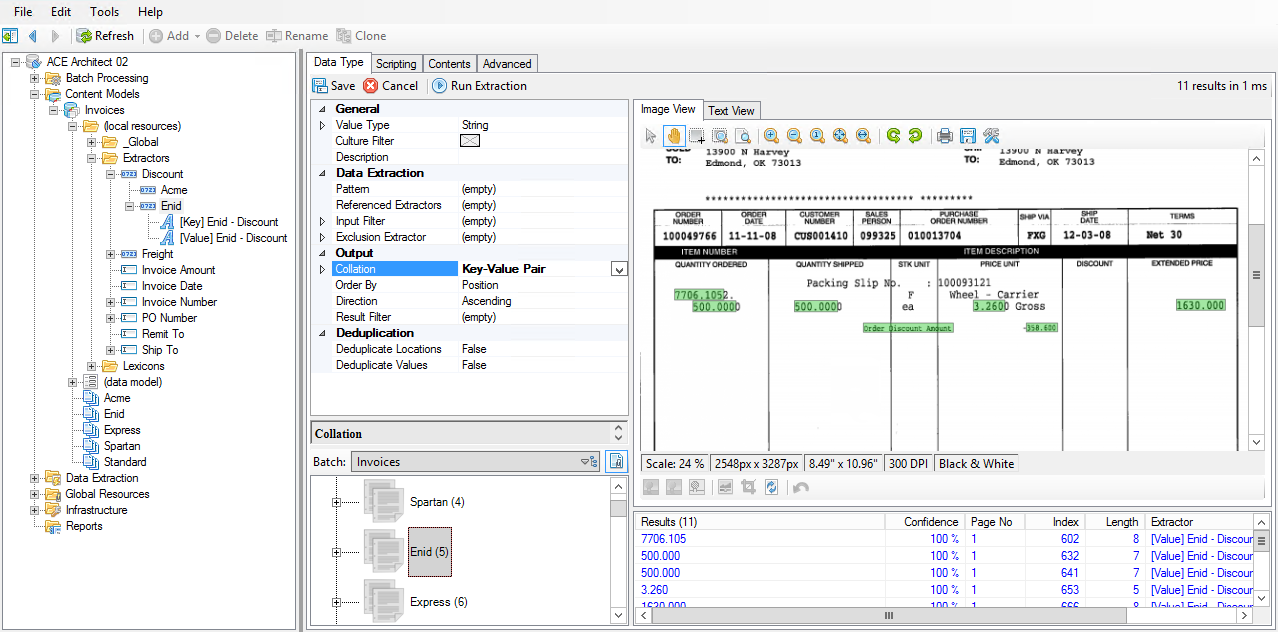 File Edit Tools Help
Refresh Add Delete Rename Clone
ACE Architect 02
Batch Processing
Content Models
Invoices
(local resources)
_Global
Extractors
Discount
Acme
Enid
[Key] Enid - Discount
[Value] Enid - Discount
Freight
Invoice Amount
Invoice Date
Invoice Number
PO Number
Remit To
Ship To
Lexicons
(data model)
Acme
Enid
Express
Spartan
Standard
Data Extraction
Global Resources
Infrastructure
Reports
Data Type Scripting Contents Advanced
Save Cancel Run Extraction 11 results in 1 ms
General
Value Type String
Culture Filter
Description
Data Extraction
Pattern (empty)
Referenced Extractors (empty)
Input Filter (empty)
Exclusion Extractor (empty)
Output
Collation Key-Value Pair
Order By Position
Direction Ascending
Result Filter (empty)
Deduplication
Deduplicate Locations False
Deduplicate Values False
Collation
Batch: Invoices
Spartan (4)
Enid (5)
Express (6)
Image View Text View
13900 N Harvey 13900 N Harvey
TO: Edmond, OK 73013 TO: Edmond, OK 73013
*********************************** *********
ORDER NUMBER ORDER DATE CUSTOMER NUMBER SALES PERSON PURCHASE ORDER NUMBER SHIP VIA SHIP DATE TERMS
100049766 11-11-08 CUS001410 099325 010013704 FXG 12-03-08 Net 30
ITEM NUMBER ITEM DESCRIPTION
QUANTITY ORDERED QUANTITY SHIPPED STK UNIT PRICE UNIT DISCOUNT EXTENDED PRICE
Packing Slip No. : 100093121
7706.1052. F Wheel - Carrier
500.0000 500.0000 ea 3.2600 Gross 1630.000
Order Discount Amount -358.600
Scale: 24 % 2548px x 3287px 8.49" x 10.96" 300 DPI Black & White
Results (11) Confidence Page No Index Length Extractor
7706.105 100 % 1 602 8 [Value] Enid - Discour
500.000 100 % 1 632 7 [Value] Enid - Discour
500.000 100 % 1 641 7 [Value] Enid - Discour
3.260 100 % 1 653 5 [Value] Enid - Discour
1630.000 100 % 1 666 8 [Value] Enid - Discour